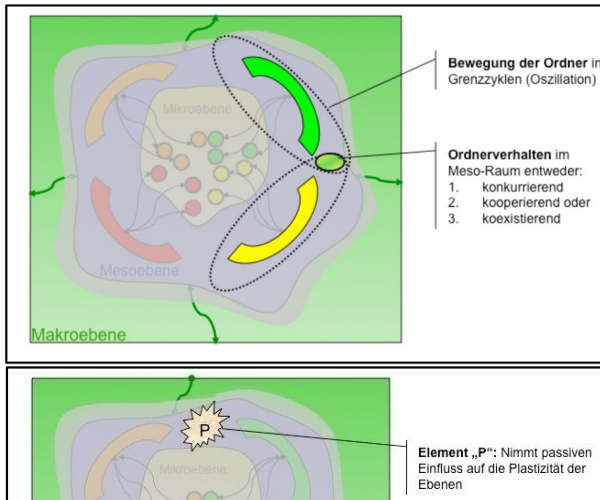 Bewegung der Ordner in
Grenzzyklen (Oszillation)
Mikroebene
Ordnerverhalten im
Meso-Raum entweder:
1. konkurrierend
2. kooperierend oder
3. koexistierend
Mesoebene
Makroebene
P
Element „P“: Nimmt passiven
Einfluss auf die Plastizität der
Ebenen
Mikroebene